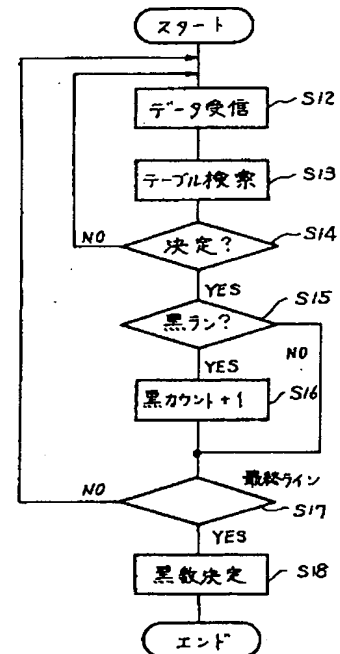 スタート
データ受信
S12
テーブル検索
S13
決定?
S14
NO
YES
黒ラン?
S15
NO
YES
黒カウント+1
S16
最終ライン
NO
S17
YES
黒数決定
S18
エンド